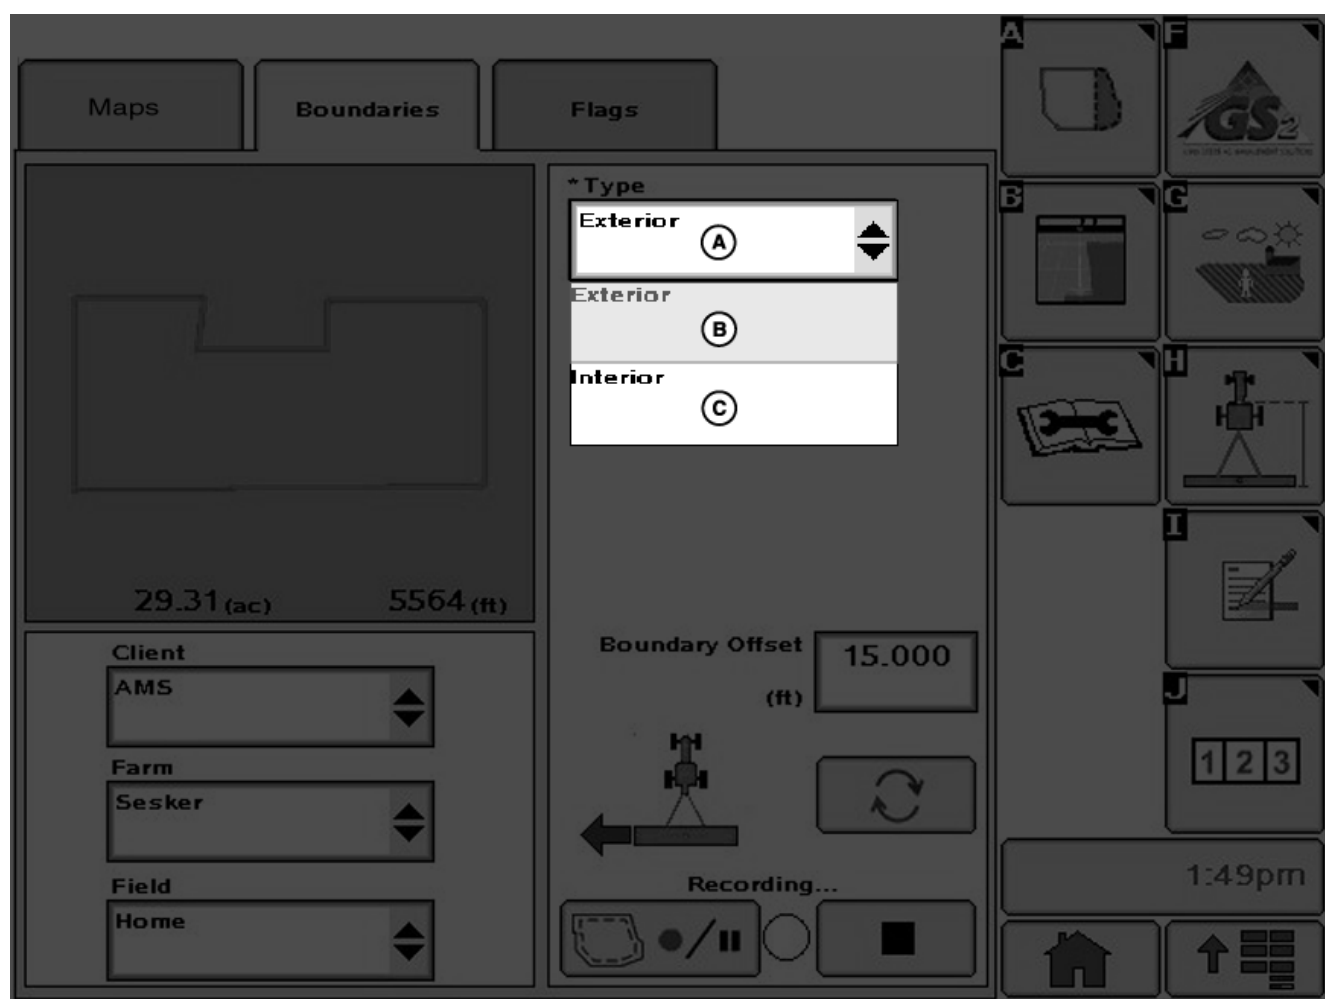 Maps
Boundaries
Flags
*Type
Exterior
A
Exterior
B
Interior
C
29.31 (ac)
5564 (ft)
Client
AMS
Farm
Sesker
Field
Home
Boundary Offset
(ft)
15.000
Recording...
A
F
GS2
B
G
C
H
I
J
1 2 3
1:49pm